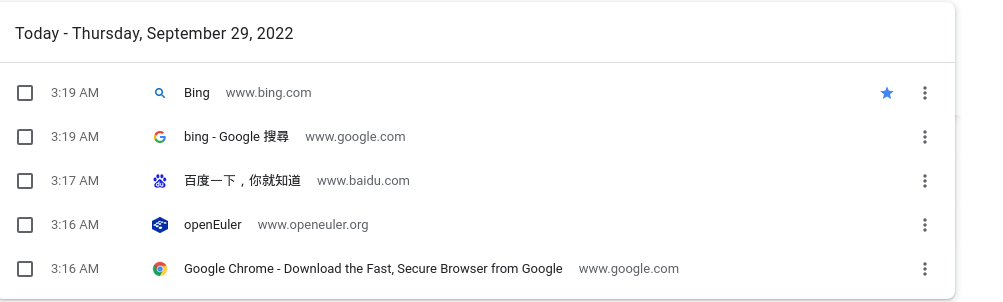 Today - Thursday, September 29, 2022
3:19 AM Bing www.bing.com
3:19 AM bing - Google 搜尋 www.google.com
3:17 AM 百度一下，你就知道 www.baidu.com
3:16 AM openEuler www.openeuler.org
3:16 AM Google Chrome - Download the Fast, Secure Browser from Google www.google.com